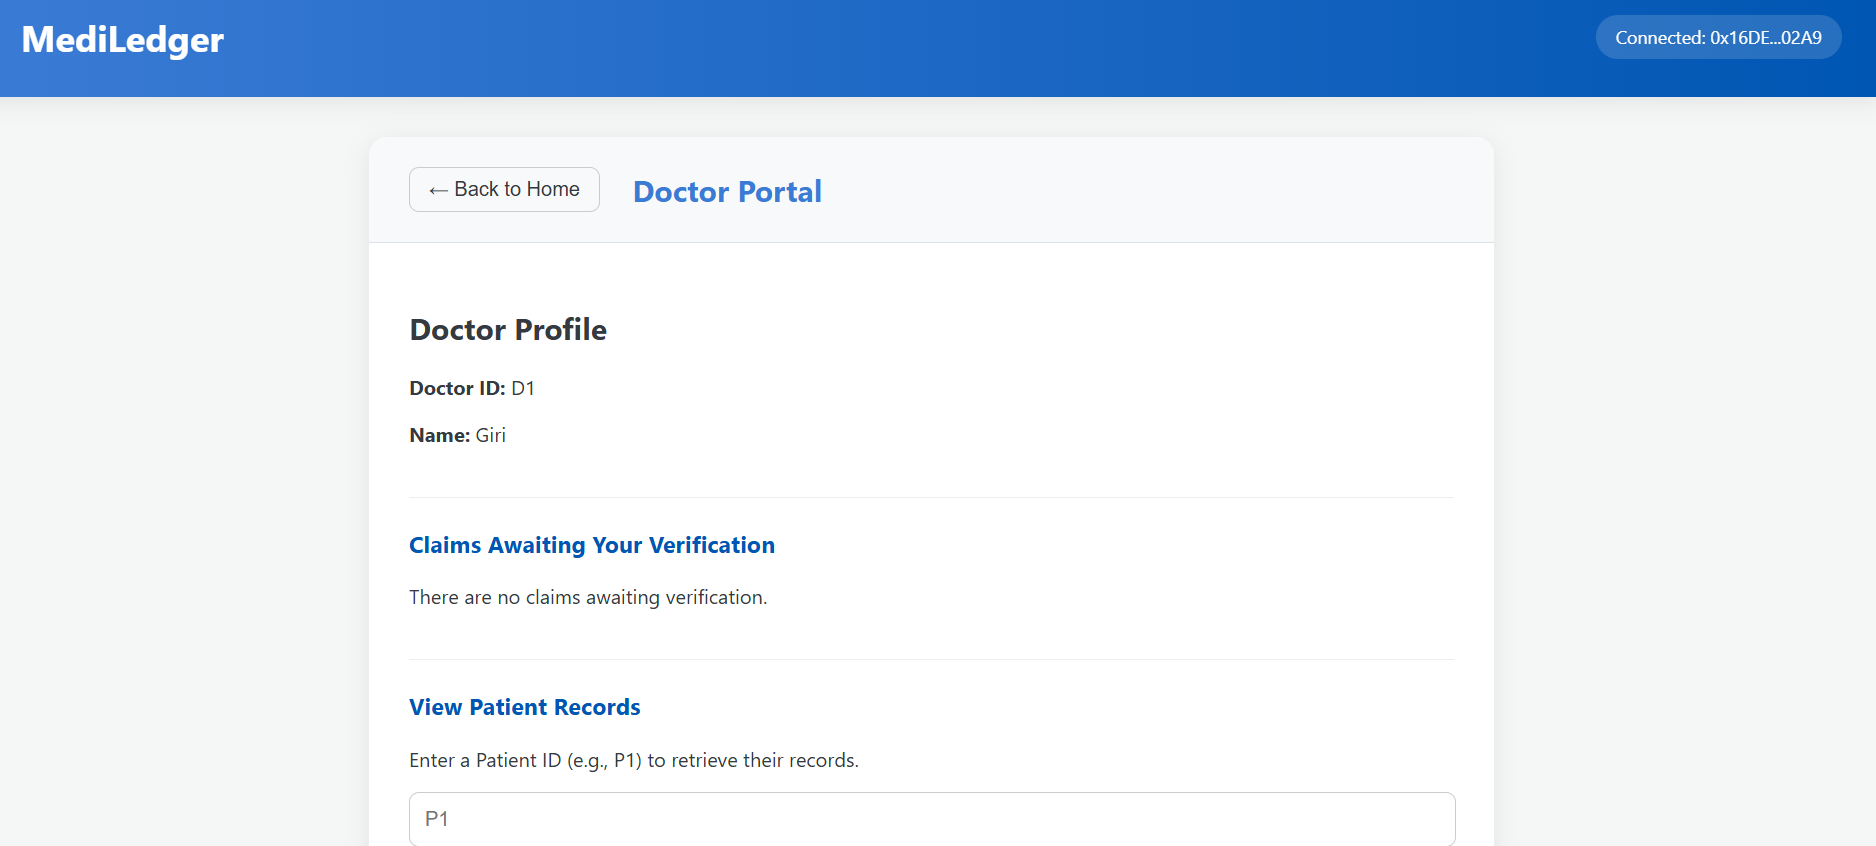 MediLedger
Connected: 0x16DE...02A9
← Back to Home
Doctor Portal
Doctor Profile
Doctor ID: D1
Name: Giri
Claims Awaiting Your Verification
There are no claims awaiting verification.
View Patient Records
Enter a Patient ID (e.g., P1) to retrieve their records.
P1